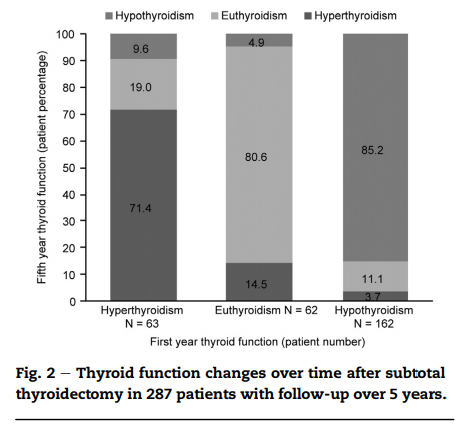 Hypothyroidism Euthyroidism Hyperthyroidism
Fifth year thyroid function (patient percentage)
100
90
80
70
60
50
40
30
20
10
0
9.6
19.0
71.4
4.9
80.6
14.5
85.2
11.1
3.7
Hyperthyroidism
N = 63
Euthyroidism N = 62
Hypothyroidism
N = 162
First year thyroid function (patient number)
Fig. 2 – Thyroid function changes over time after subtotal
thyroidectomy in 287 patients with follow-up over 5 years.